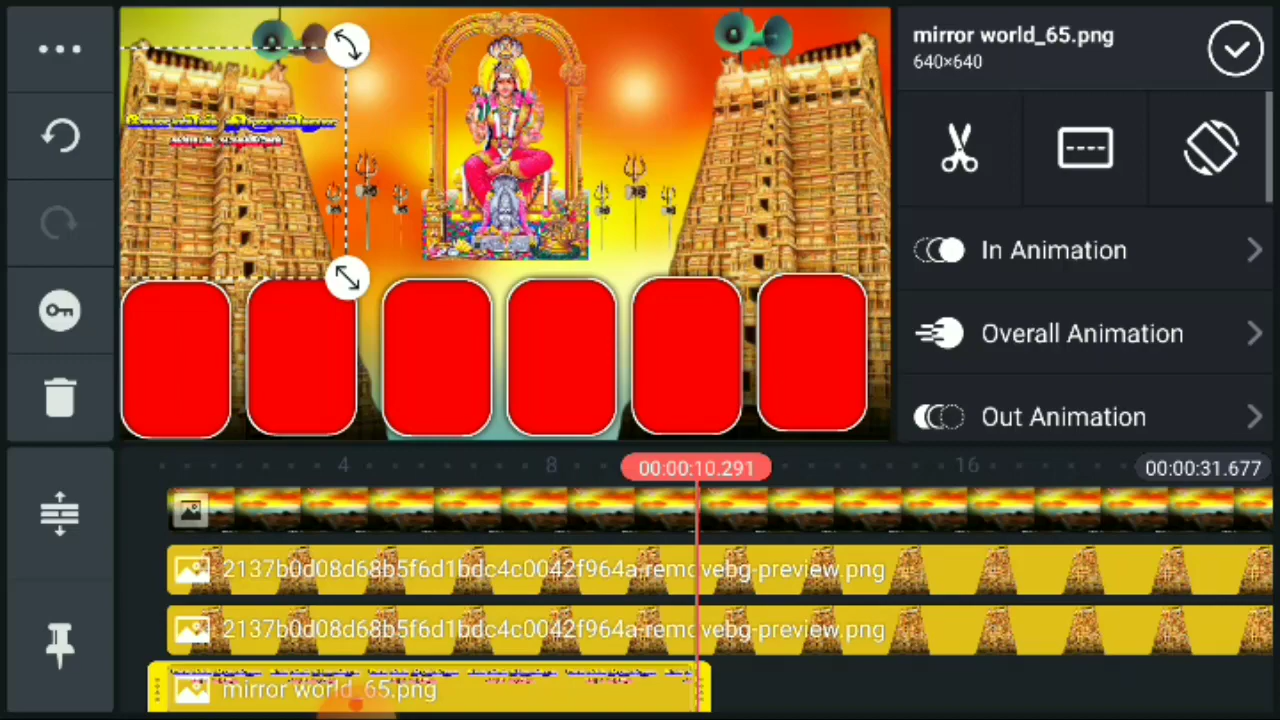 mirror world_65.png
640×640
In Animation
Overall Animation
Out Animation
4
8
00:00:10.291
16
00:00:31.677
2137b0d08d68b5f6d1bdc4c0042f964a-removebg-preview.png
2137b0d08d68b5f6d1bdc4c0042f964a-removebg-preview.png
mirror world_65.png